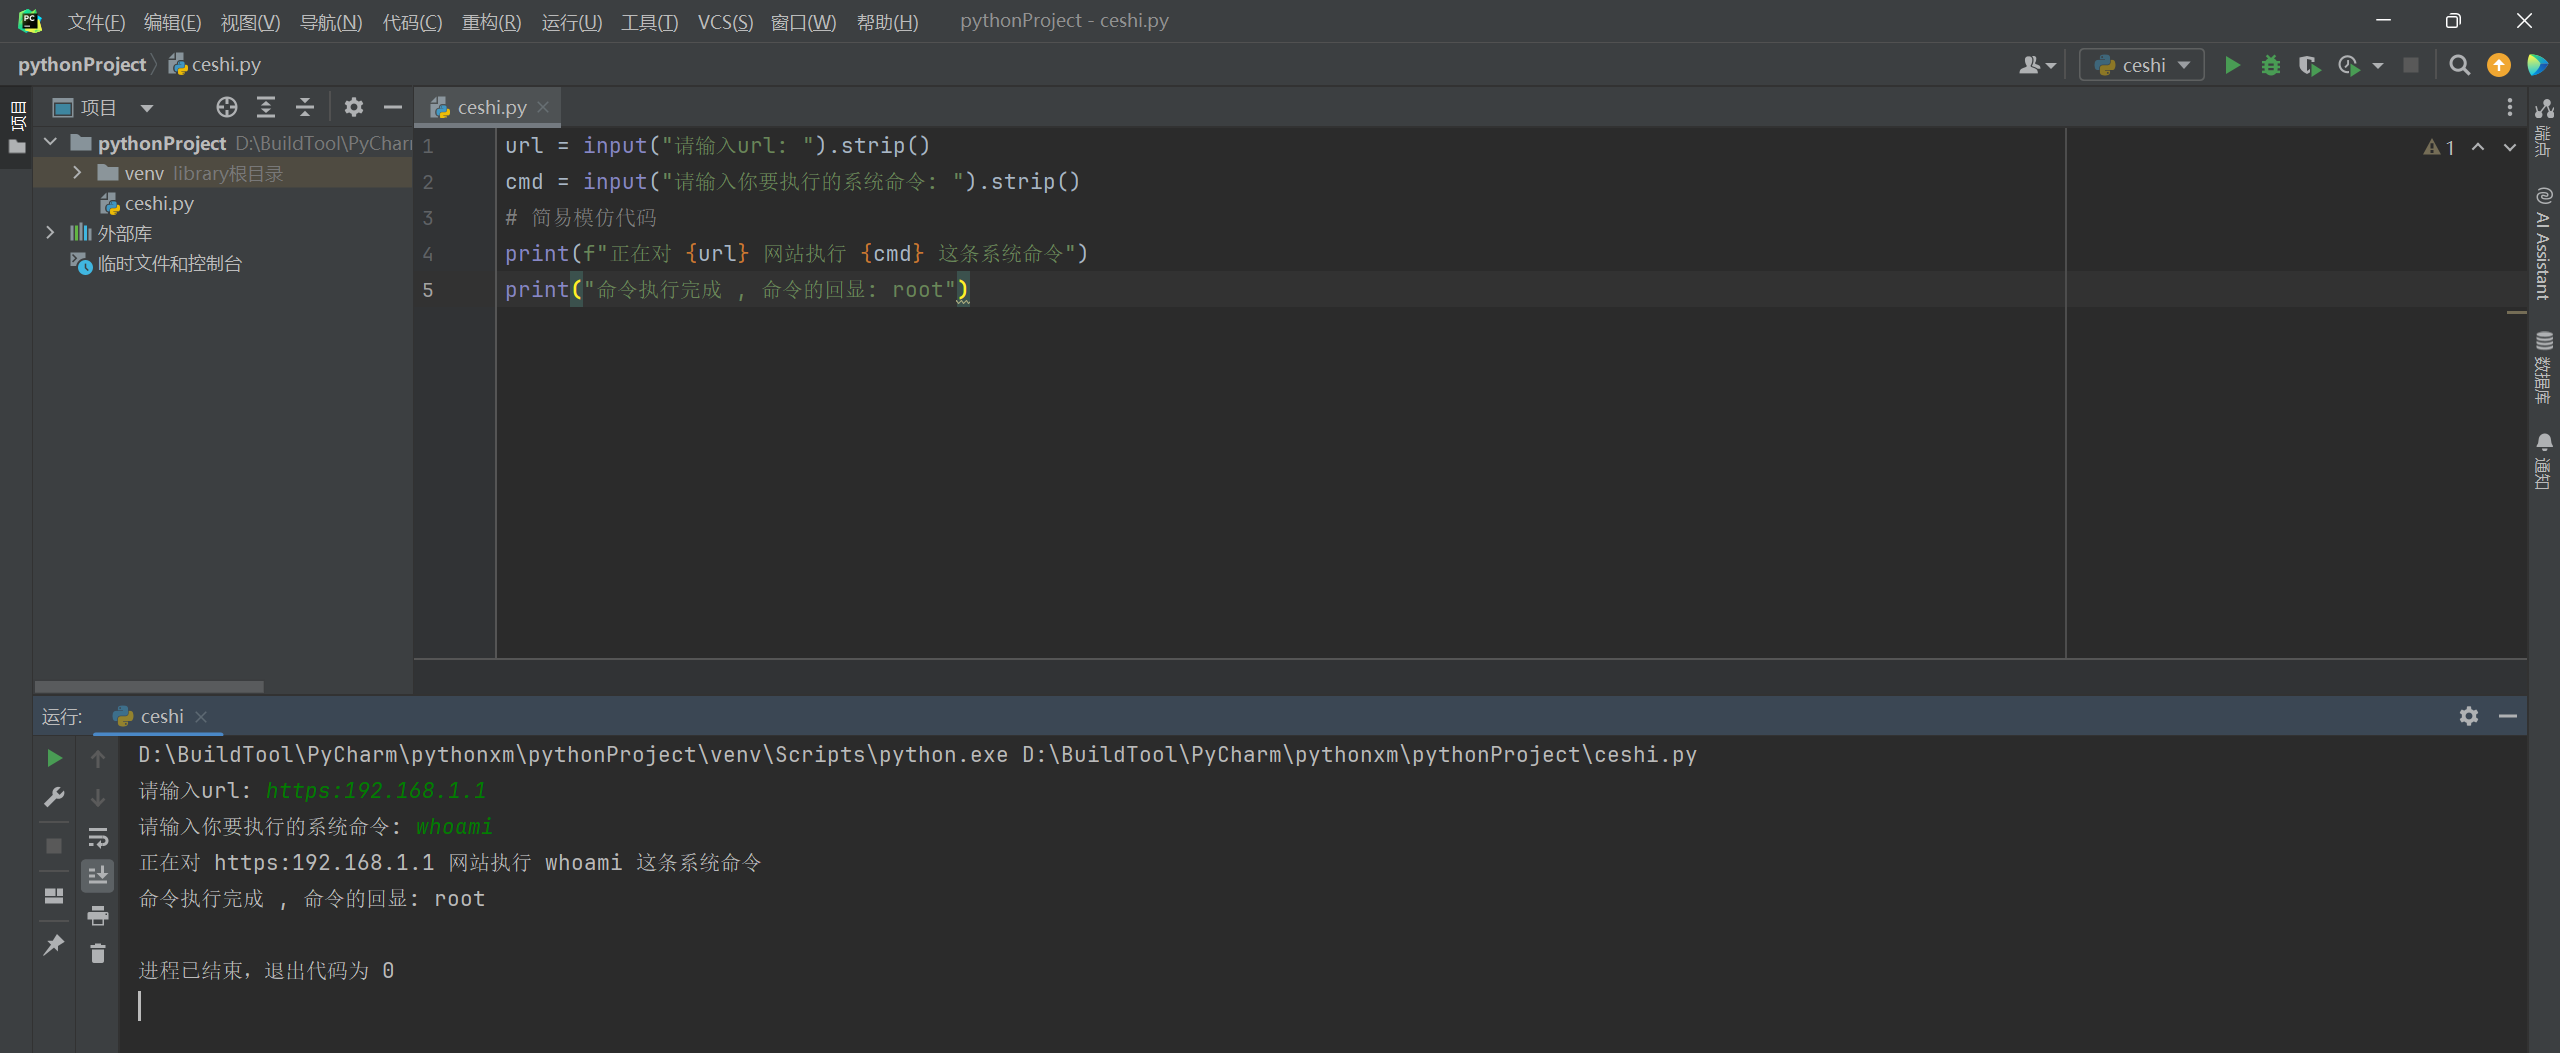 文件(F) 编辑(E) 视图(V) 导航(N) 代码(C) 重构(R) 运行(U) 工具(T) VCS(S) 窗口(W) 帮助(H) pythonProject - ceshi.py
pythonProject ceshi.py
ceshi
项目
项目
pythonProject D:\BuildTool\PyChar
venv library根目录
ceshi.py
外部库
临时文件和控制台
ceshi.py
1 url = input("请输入url: ").strip()
2 cmd = input("请输入你要执行的系统命令: ").strip()
3 # 简易模仿代码
4 print(f"正在对 {url} 网站执行 {cmd} 这条系统命令")
5 print("命令执行完成 , 命令的回显: root")
1
端点
AI Assistant
数据库
通知
运行: ceshi
D:\BuildTool\PyCharm\pythonxm\pythonProject\venv\Scripts\python.exe D:\BuildTool\PyCharm\pythonxm\pythonProject\ceshi.py
请输入url: https:192.168.1.1
请输入你要执行的系统命令: whoami
正在对 https:192.168.1.1 网站执行 whoami 这条系统命令
命令执行完成 , 命令的回显: root
进程已结束，退出代码为 0